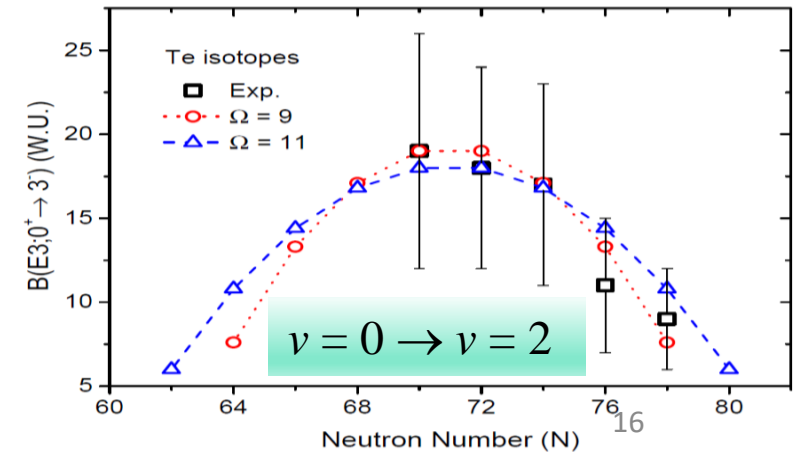 Te isotopes
Exp.
Ω = 9
Ω = 11
B(E3;0⁺→ 3⁻) (W.U.)
25
20
15
10
5
ν = 0 → ν = 2
60 64 68 72 76 80
16
Neutron Number (N)